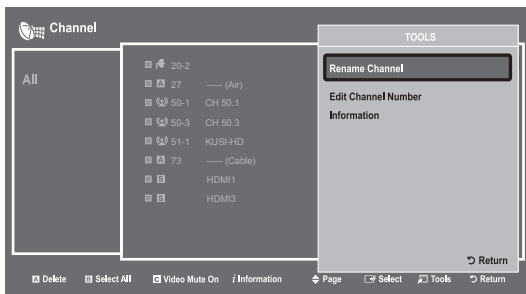 Channel
All
20-2
A 27 ---- (Air)
50-1 CH 50.1
50-3 CH 50.3
51-1 KUSI-HD
A 73 ---- (Cable)
S HDMI1
S HDMI3
TOOLS
Rename Channel
Edit Channel Number
Information
Return
A Delete B Select All C Video Mute On i Information Page Select Tools Return